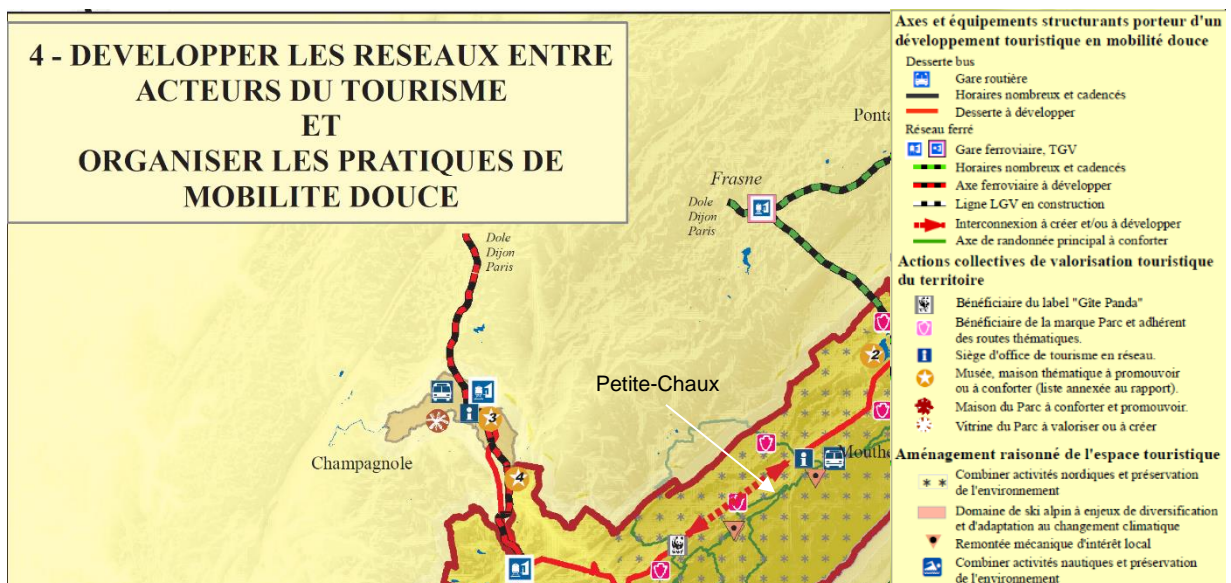 4 - DEVELOPPER LES RESEAUX ENTRE
ACTEURS DU TOURISME
ET
ORGANISER LES PRATIQUES DE
MOBILITE DOUCE
Ponta
Frasne
Dole
Dijon
Paris
Dole
Dijon
Paris
2
Petite-Chaux
3
Mouthe
Champagnole
4
Axes et équipements structurants porteur d'un
développement touristique en mobilité douce
Desserte bus
Gare routière
Horaires nombreux et cadencés
Desserte à développer
Réseau ferré
Gare ferroviaire, TGV
Horaires nombreux et cadencés
Axe ferroviaire à développer
Ligne LGV en construction
Interconnexion à créer et/ou à développer
Axe de randonnée principal à conforter
Actions collectives de valorisation touristique
du territoire
Bénéficiaire du label "Gîte Panda"
Bénéficiaire de la marque Parc et adhérent
des routes thématiques.
Siège d'office de tourisme en réseau.
Musée, maison thématique à promouvoir
ou à conforter (liste annexée au rapport).
Maison du Parc à conforter et promouvoir.
Vitrine du Parc à valoriser ou à créer
Aménagement raisonné de l'espace touristique
Combiner activités nordiques et préservation
de l'environnement
Domaine de ski alpin à enjeux de diversification
et d'adaptation au changement climatique
Remontée mécanique d'intérêt local
Combiner activités nautiques et préservation
de l'environnement